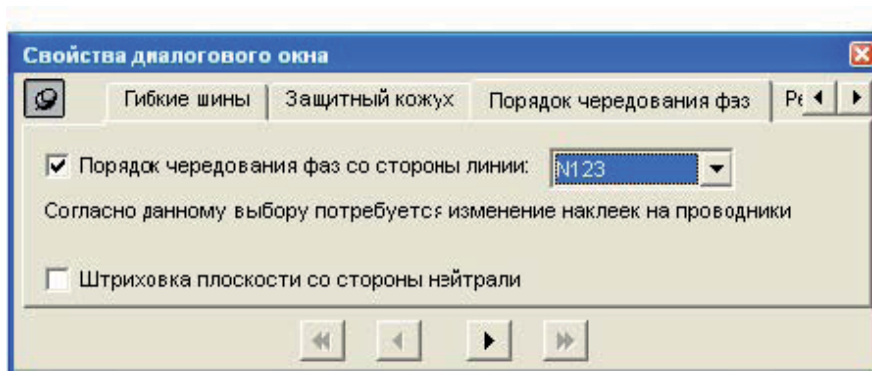 Свойства диалогового окна
Гибкие шины Защитный кожух Порядок чередования фаз Ре
Порядок чередования фаз со стороны линии: N123
Согласно данному выбору потребуется изменение наклеек на проводники
Штриховка плоскости со стороны нейтрали